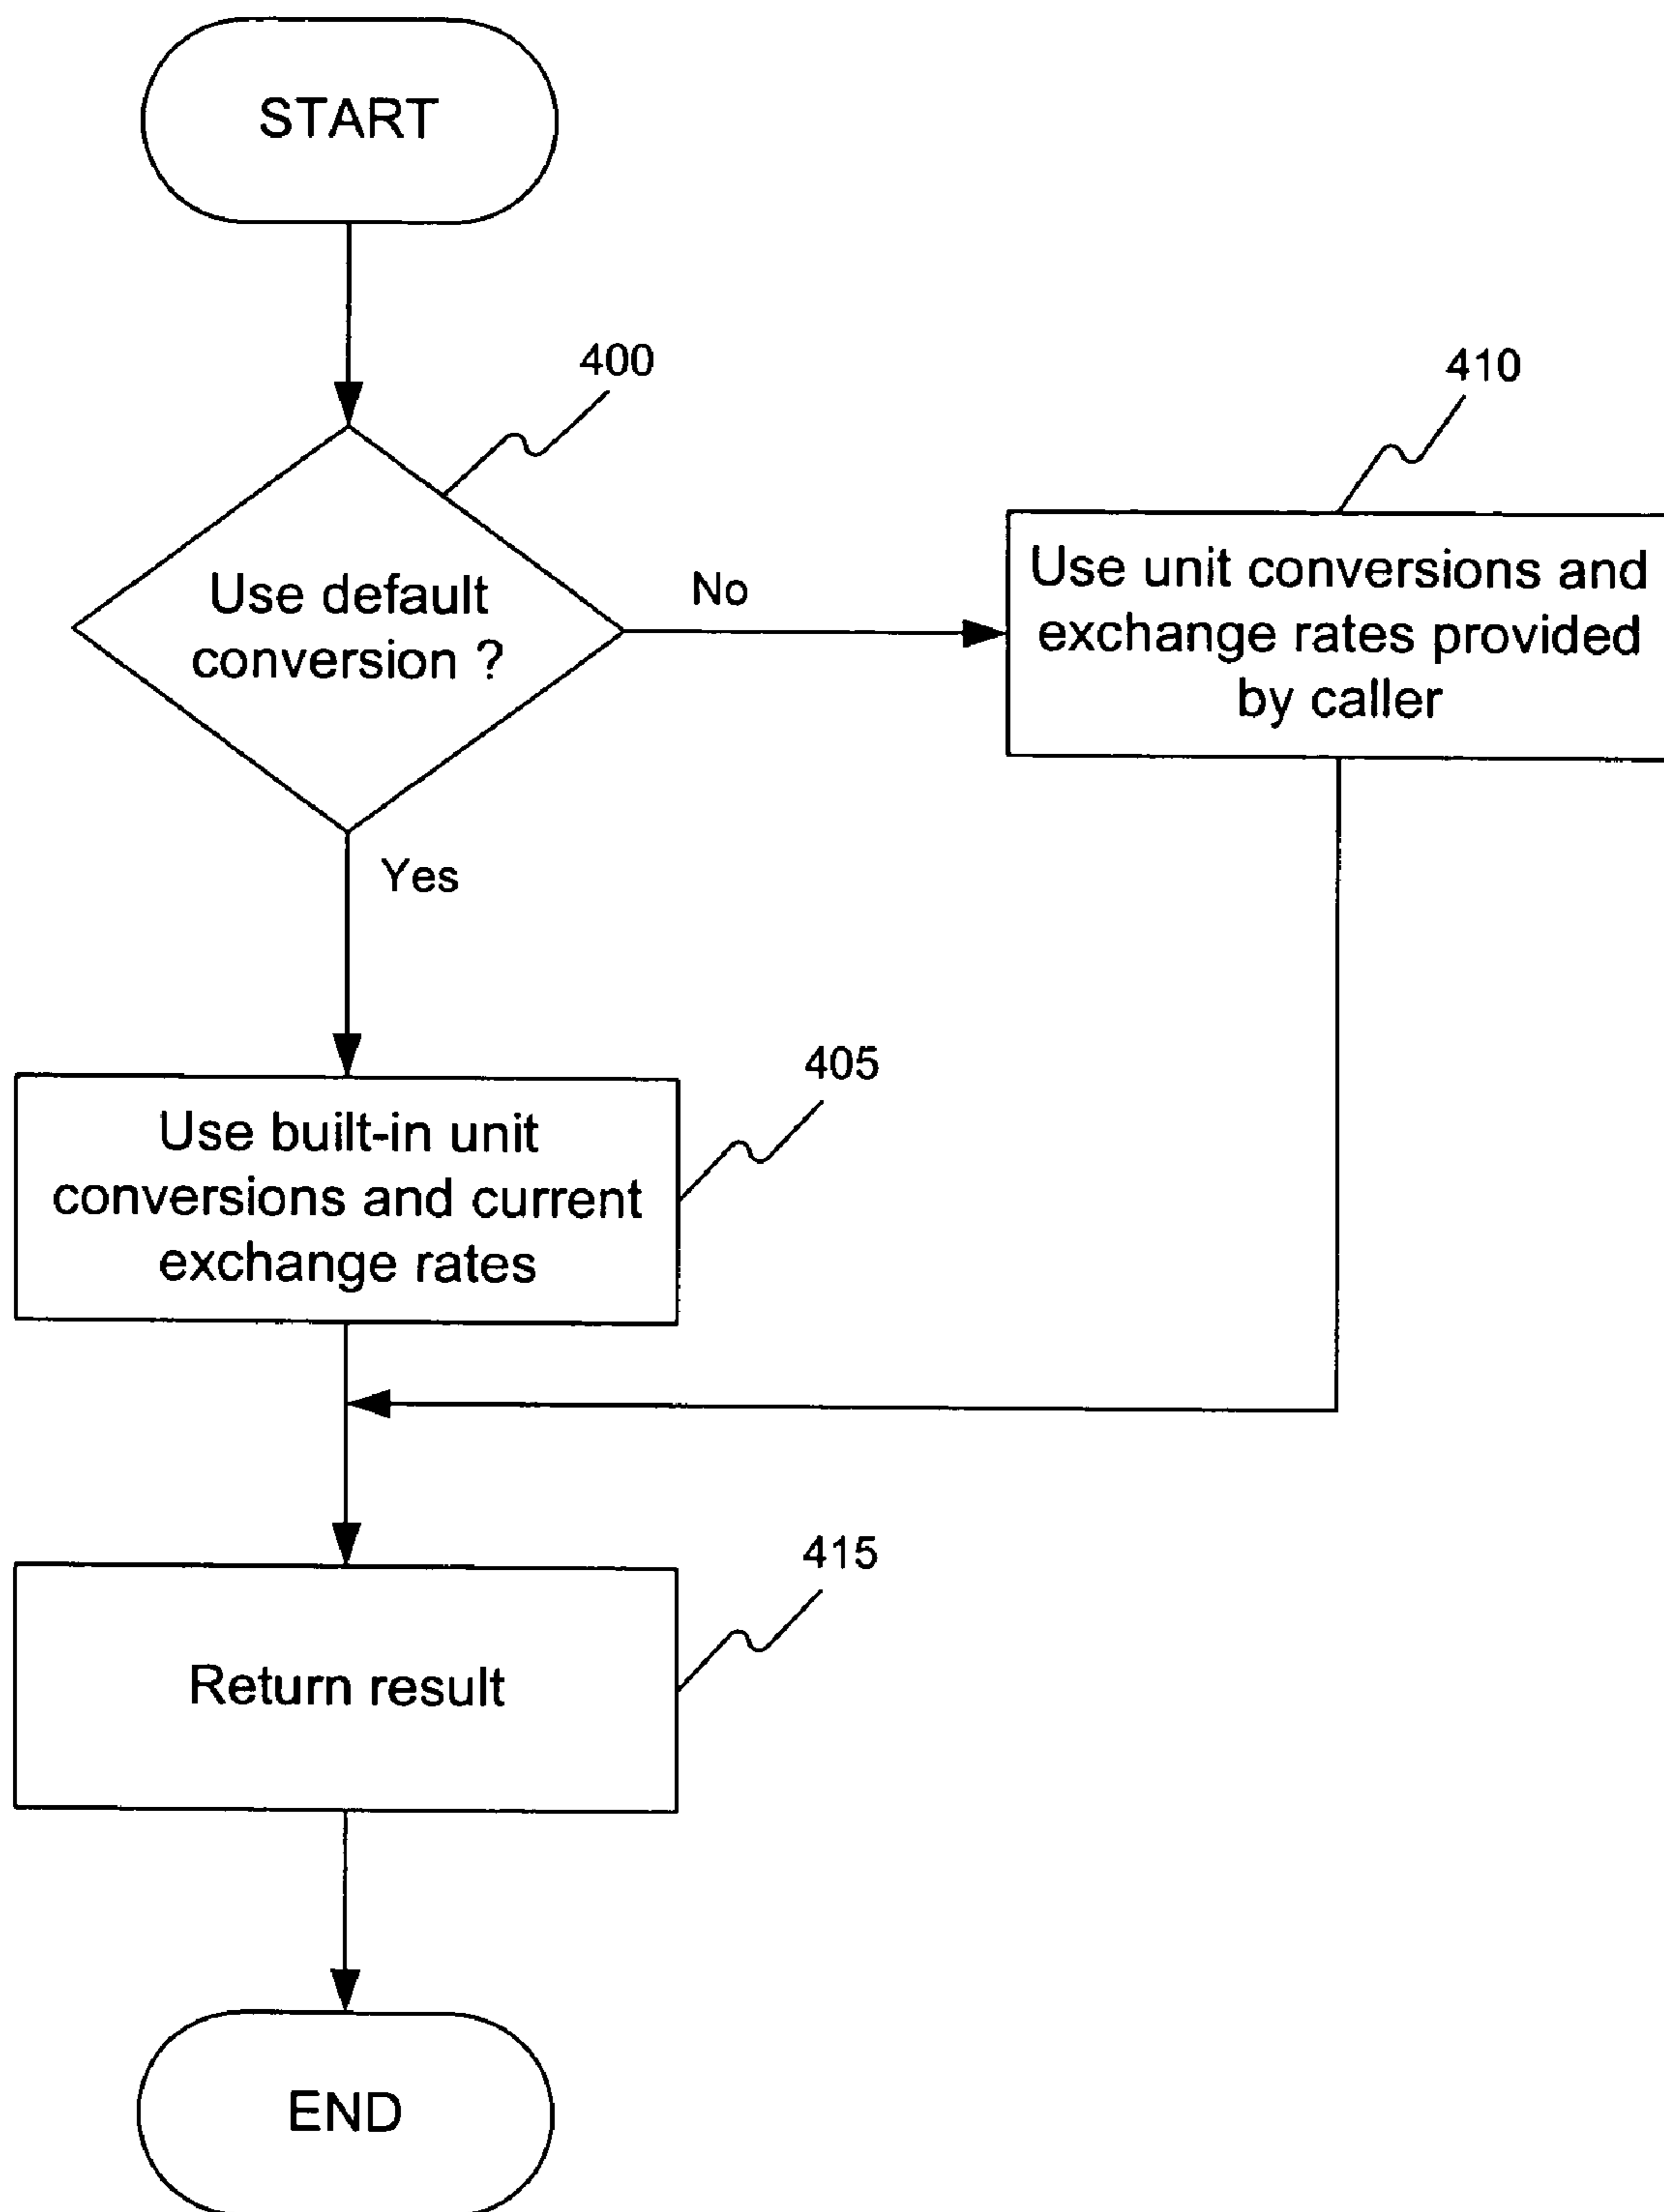 START
400
410
Use default
conversion ?
No
Use unit conversions and
exchange rates provided
by caller
Yes
405
Use built-in unit
conversions and current
exchange rates
415
Return result
END